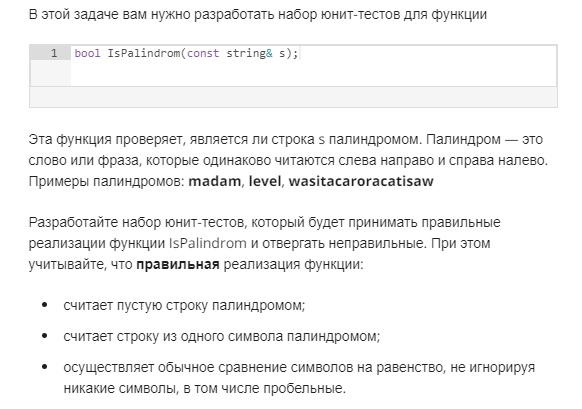 В этой задаче вам нужно разработать набор юнит-тестов для функции
1 bool IsPalindrom(const string& s);
Эта функция проверяет, является ли строка s палиндромом. Палиндром — это
слово или фраза, которые одинаково читаются слева направо и справа налево.
Примеры палиндромов: madam, level, wasitacaroracatisaw
Разработайте набор юнит-тестов, который будет принимать правильные
реализации функции IsPalindrom и отвергать неправильные. При этом
учитывайте, что правильная реализация функции:
• считает пустую строку палиндромом;
• считает строку из одного символа палиндромом;
• осуществляет обычное сравнение символов на равенство, не игнорируя
никакие символы, в том числе пробельные.